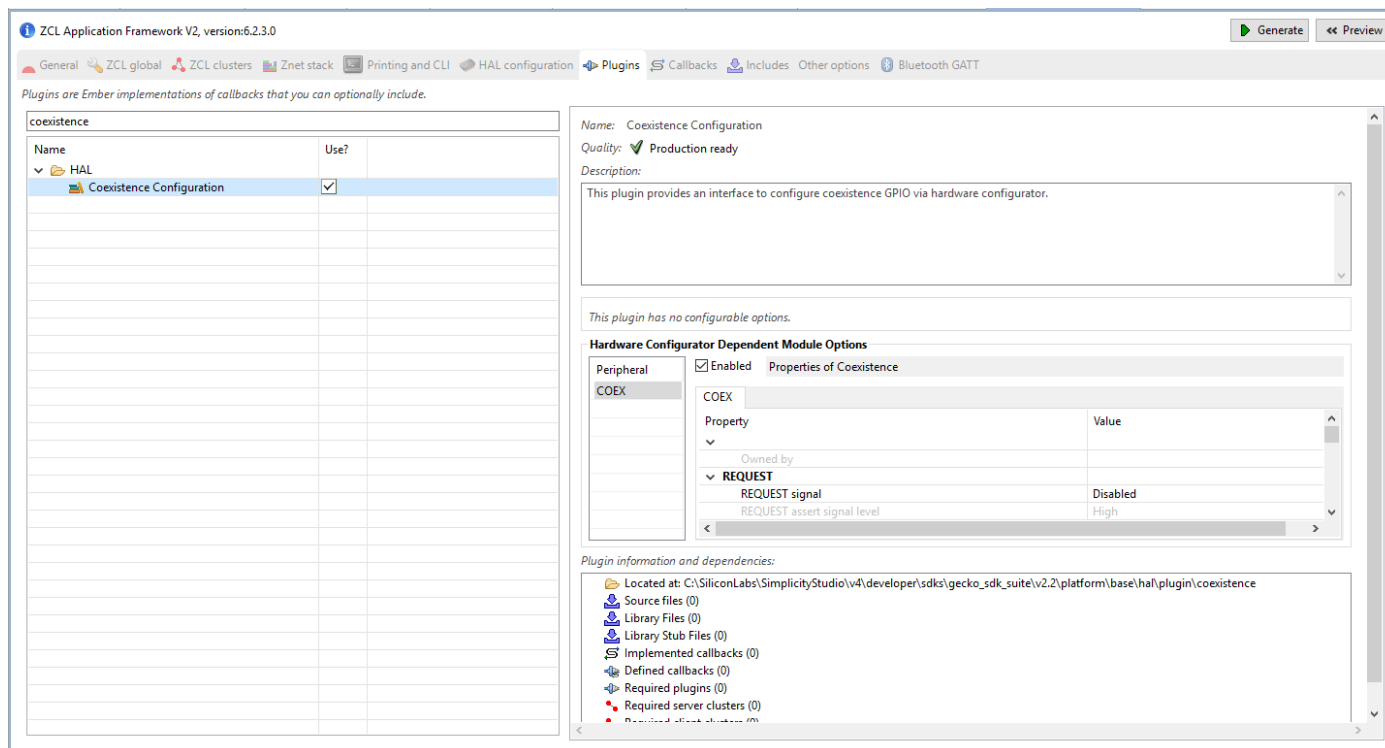 ZCL Application Framework V2, version:6.2.3.0
Generate
Preview
General ZCL global ZCL clusters Znet stack Printing and CLI HAL configuration Plugins Callbacks Includes Other options Bluetooth GATT
Plugins are Ember implementations of callbacks that you can optionally include.
coexistence
Name Use?
HAL
Coexistence Configuration
Name: Coexistence Configuration
Quality: Production ready
Description:
This plugin provides an interface to configure coexistence GPIO via hardware configurator.
This plugin has no configurable options.
Hardware Configurator Dependent Module Options
Peripheral
COEX
Enabled Properties of Coexistence
COEX
Property Value
Owned by
REQUEST
REQUEST signal Disabled
REQUEST assert signal level High
Plugin information and dependencies:
Located at: C:\SiliconLabs\SimplicityStudio\v4\developer\sdks\gecko_sdk_suite\v2.2\platform\base\hal\plugin\coexistence
Source files (0)
Library Files (0)
Library Stub Files (0)
Implemented callbacks (0)
Defined callbacks (0)
Required plugins (0)
Required server clusters (0)
Required client clusters (0)